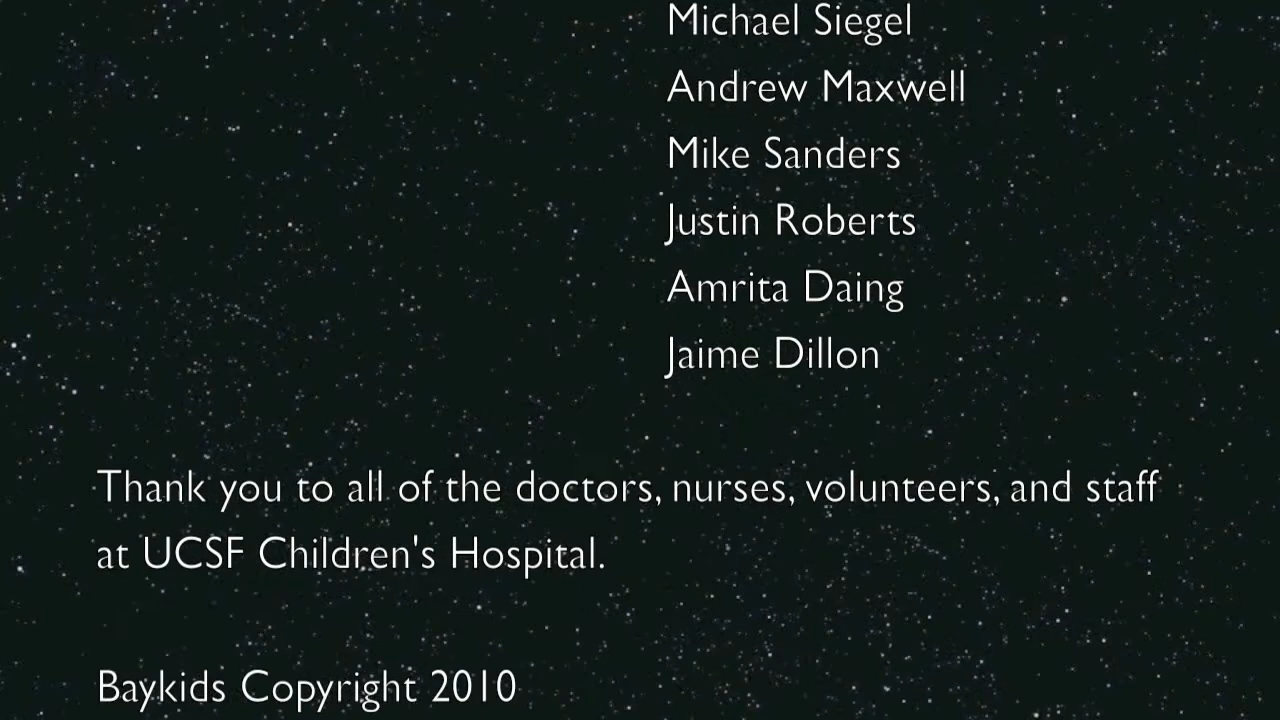 Michael Siegel
Andrew Maxwell
Mike Sanders
Justin Roberts
Amrita Daing
Jaime Dillon
Thank you to all of the doctors, nurses, volunteers, and staff
at UCSF Children's Hospital.
Baykids Copyright 2010